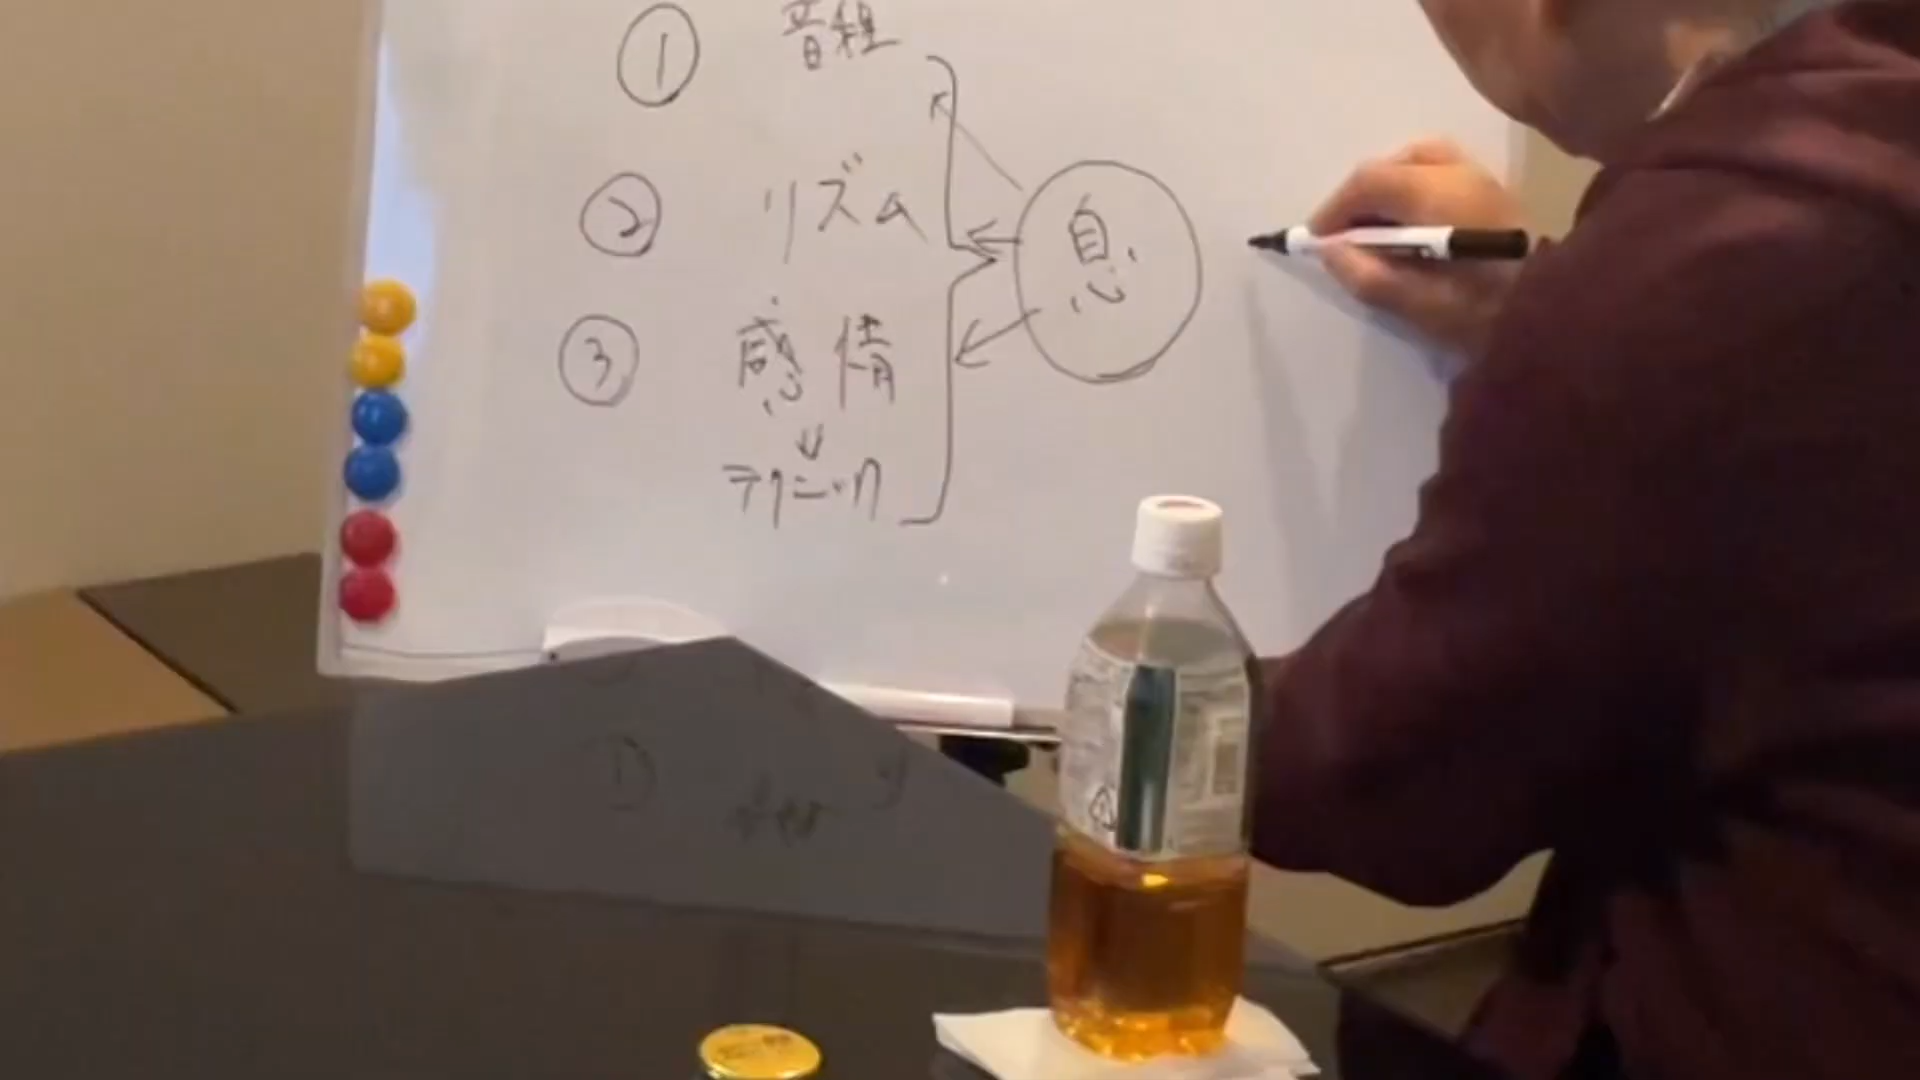 ① 音程
② リズム
③ 感情
テクニック
息